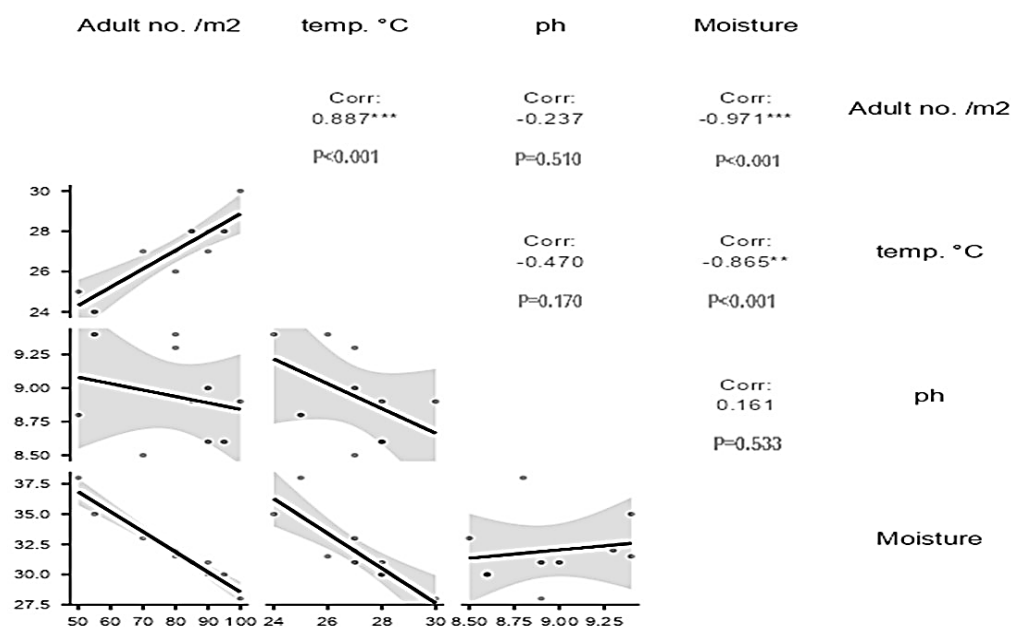 Adult no. /m2 temp. °C ph Moisture
Corr: Corr: Corr:
0.887*** -0.237 -0.971*** Adult no. /m2
P<0.001 P=0.510 P<0.001
30
28 Corr: Corr:
-0.470 -0.865** temp. °C
26
P=0.170 P<0.001
24
9.25
9.00 Corr:
0.161 ph
8.75
P=0.533
8.50
37.5
35.0
32.5 Moisture
30.0
27.5
50 60 70 80 90 100 24 26 28 30 8.50 8.75 9.00 9.25